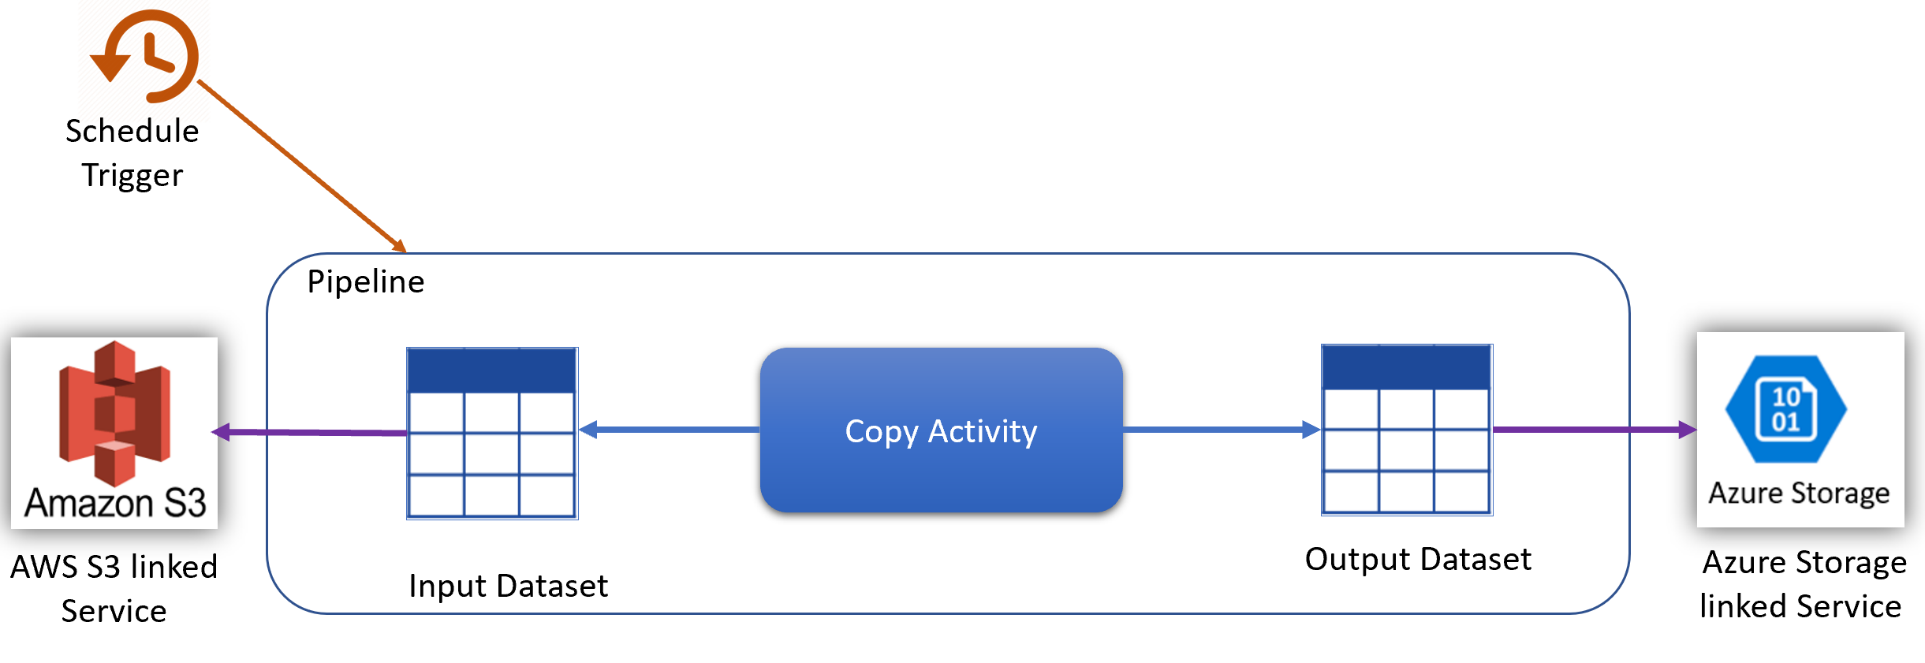 Schedule
Trigger
Pipeline
Amazon S3
AWS S3 linked
Service
Input Dataset
Copy Activity
Output Dataset
10
01
Azure Storage
Azure Storage
linked Service